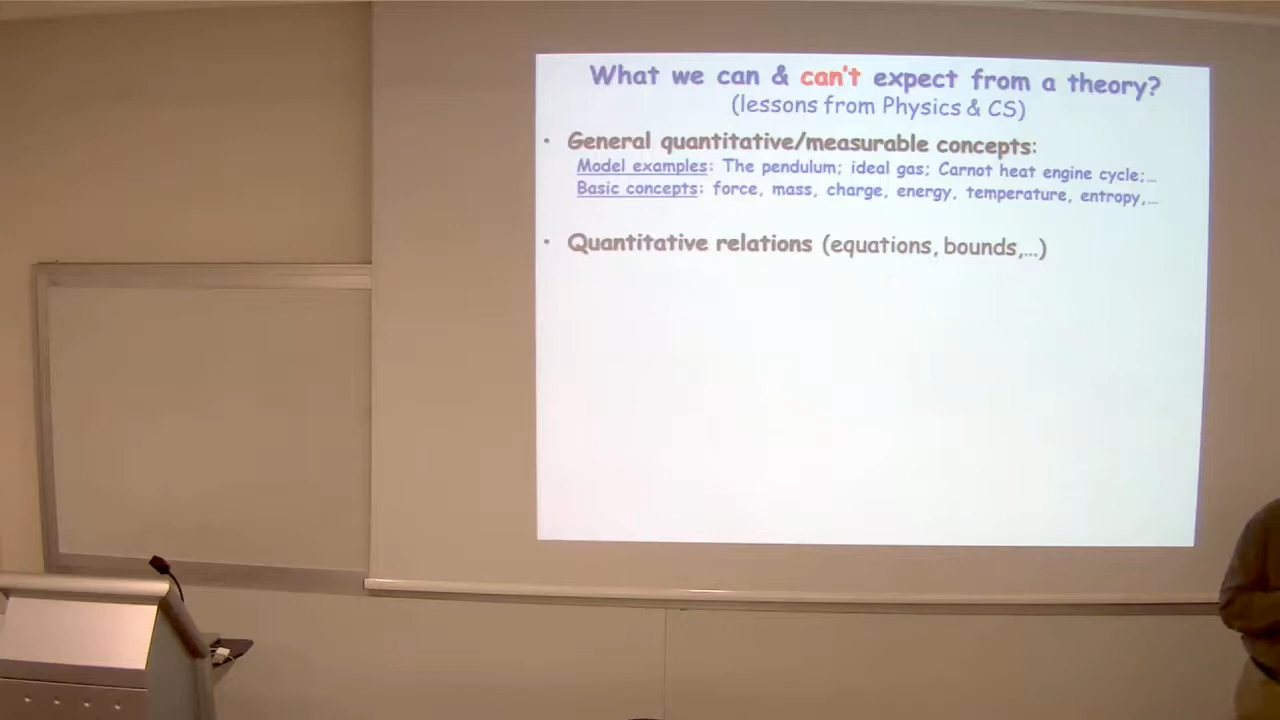 What we can & can't expect from a theory?
(lessons from Physics & CS)
• General quantitative/measurable concepts:
Model examples: The pendulum; ideal gas; Carnot heat engine cycle;…
Basic concepts: force, mass, charge, energy, temperature, entropy,…
• Quantitative relations (equations, bounds,…)